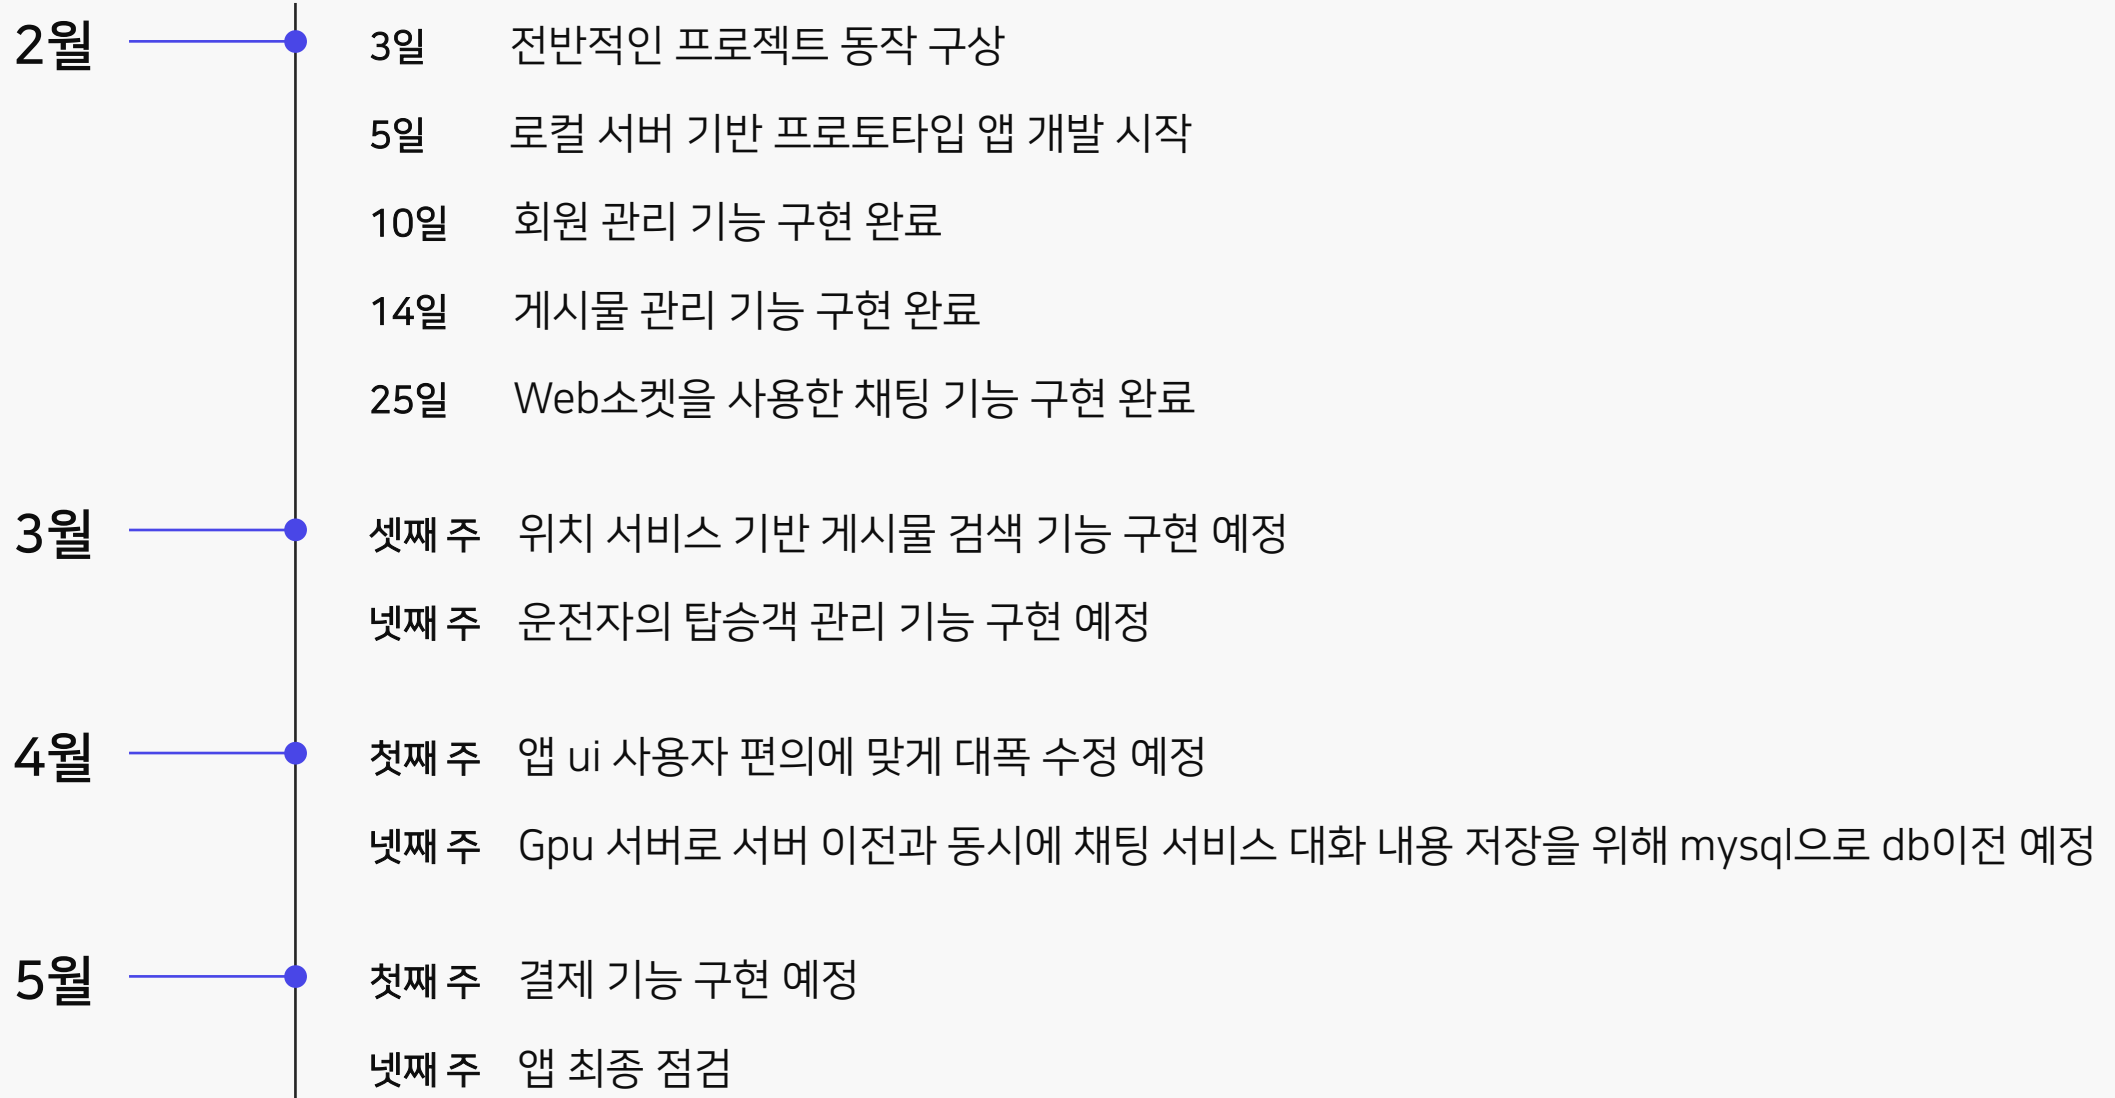 2월 3일 전반적인 프로젝트 동작 구상
5일 로컬 서버 기반 프로토타입 앱 개발 시작
10일 회원 관리 기능 구현 완료
14일 게시물 관리 기능 구현 완료
25일 Web소켓을 사용한 채팅 기능 구현 완료
3월 셋째 주 위치 서비스 기반 게시물 검색 기능 구현 예정
넷째 주 운전자의 탑승객 관리 기능 구현 예정
4월 첫째 주 앱 ui 사용자 편의에 맞게 대폭 수정 예정
넷째 주 Gpu 서버로 서버 이전과 동시에 채팅 서비스 대화 내용 저장을 위해 mysql으로 db이전 예정
5월 첫째 주 결제 기능 구현 예정
넷째 주 앱 최종 점검